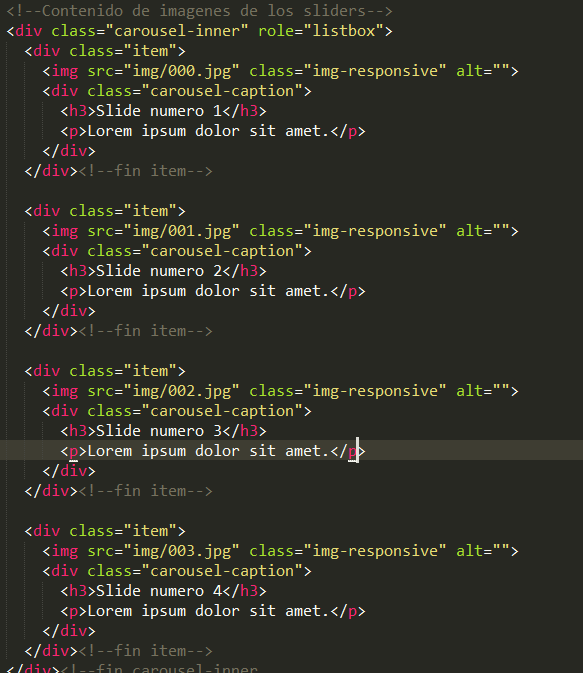 <!--Contenido de imagenes de los sliders-->
<div class="carousel-inner" role="listbox">
<div class="item">
<img src="img/000.jpg" class="img-responsive" alt="">
<div class="carousel-caption">
<h3>Slide numero 1</h3>
<p>Lorem ipsum dolor sit amet.</p>
</div>
</div><!--fin item-->
<div class="item">
<img src="img/001.jpg" class="img-responsive" alt="">
<div class="carousel-caption">
<h3>Slide numero 2</h3>
<p>Lorem ipsum dolor sit amet.</p>
</div>
</div><!--fin item-->
<div class="item">
<img src="img/002.jpg" class="img-responsive" alt="">
<div class="carousel-caption">
<h3>Slide numero 3</h3>
<p>Lorem ipsum dolor sit amet.</p>
</div>
</div><!--fin item-->
<div class="item">
<img src="img/003.jpg" class="img-responsive" alt="">
<div class="carousel-caption">
<h3>Slide numero 4</h3>
<p>Lorem ipsum dolor sit amet.</p>
</div>
</div><!--fin item-->
</div><!--fin carousel-inner